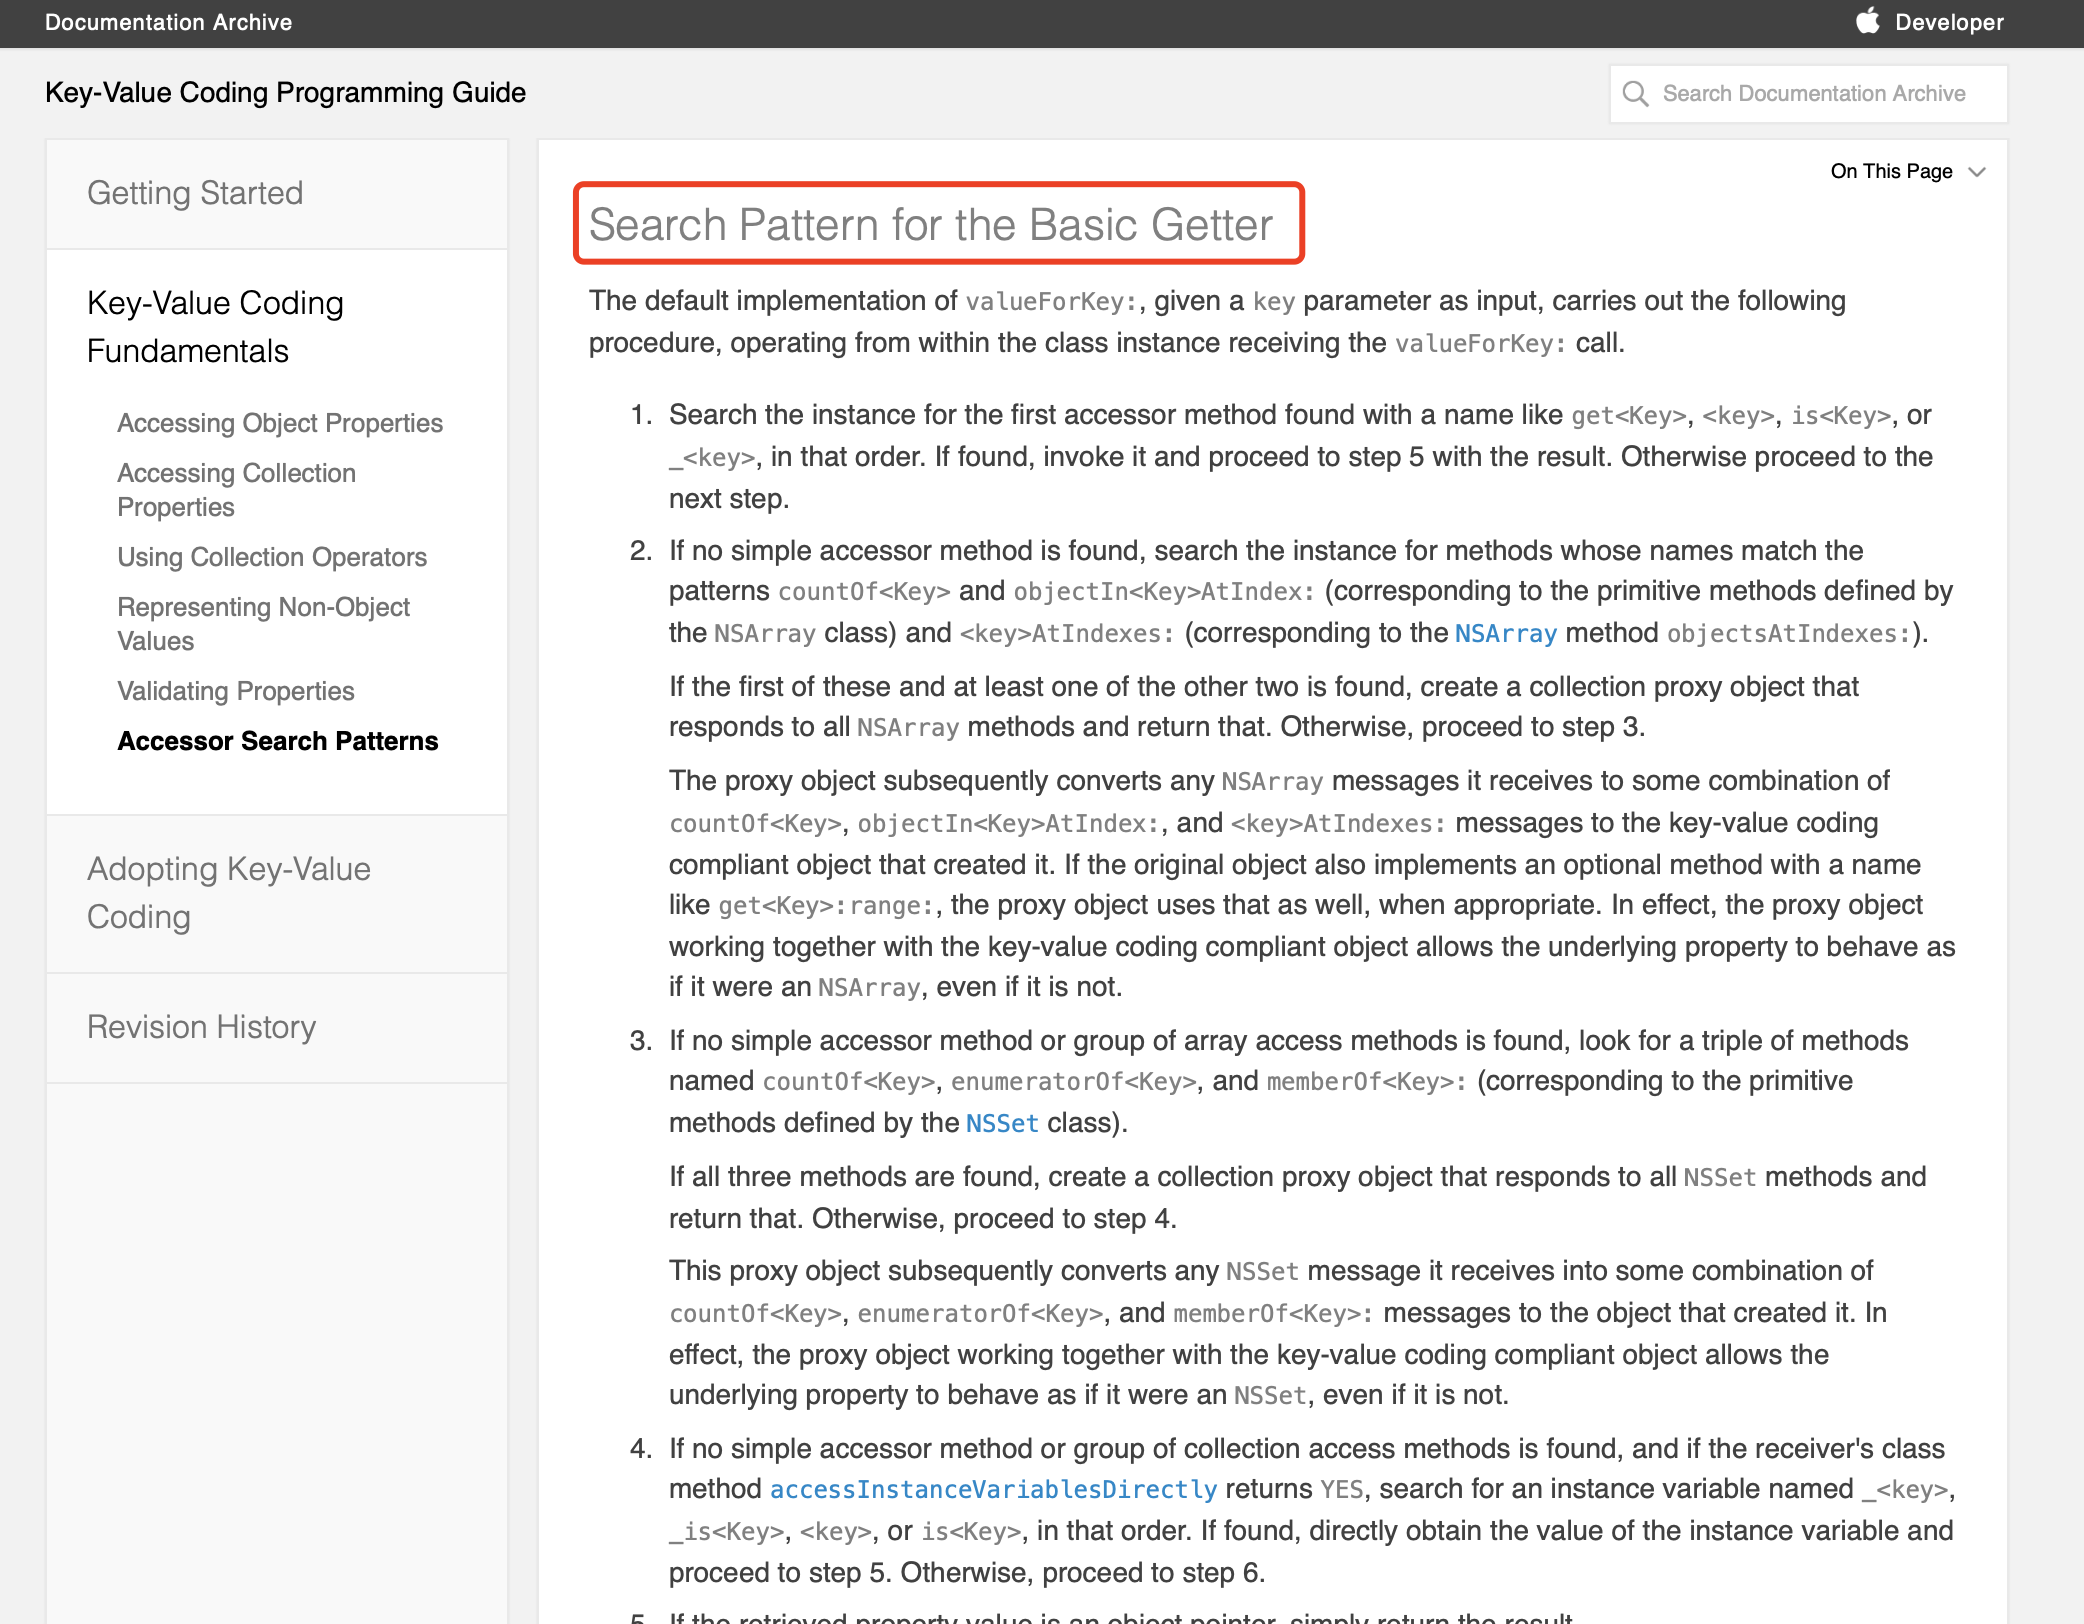 Documentation Archive
Developer
Key-Value Coding Programming Guide
Search Documentation Archive
Getting Started
Key-Value Coding
Fundamentals
Accessing Object Properties
Accessing Collection
Properties
Using Collection Operators
Representing Non-Object
Values
Validating Properties
Accessor Search Patterns
Adopting Key-Value
Coding
Revision History
On This Page
Search Pattern for the Basic Getter
The default implementation of valueForKey:, given a key parameter as input, carries out the following
procedure, operating from within the class instance receiving the valueForKey: call.
1. Search the instance for the first accessor method found with a name like get<Key>, <key>, is<Key>, or
_<key>, in that order. If found, invoke it and proceed to step 5 with the result. Otherwise proceed to the
next step.
2. If no simple accessor method is found, search the instance for methods whose names match the
patterns countOf<Key> and objectIn<Key>AtIndex: (corresponding to the primitive methods defined by
the NSArray class) and <key>AtIndexes: (corresponding to the NSArray method objectsAtIndexes:).
If the first of these and at least one of the other two is found, create a collection proxy object that
responds to all NSArray methods and return that. Otherwise, proceed to step 3.
The proxy object subsequently converts any NSArray messages it receives to some combination of
countOf<Key>, objectIn<Key>AtIndex:, and <key>AtIndexes: messages to the key-value coding
compliant object that created it. If the original object also implements an optional method with a name
like get<Key>:range:, the proxy object uses that as well, when appropriate. In effect, the proxy object
working together with the key-value coding compliant object allows the underlying property to behave as
if it were an NSArray, even if it is not.
3. If no simple accessor method or group of array access methods is found, look for a triple of methods
named countOf<Key>, enumeratorOf<Key>, and memberOf<Key>: (corresponding to the primitive
methods defined by the NSSet class).
If all three methods are found, create a collection proxy object that responds to all NSSet methods and
return that. Otherwise, proceed to step 4.
This proxy object subsequently converts any NSSet message it receives into some combination of
countOf<Key>, enumeratorOf<Key>, and memberOf<Key>: messages to the object that created it. In
effect, the proxy object working together with the key-value coding compliant object allows the
underlying property to behave as if it were an NSSet, even if it is not.
4. If no simple accessor method or group of collection access methods is found, and if the receiver's class
method accessInstanceVariablesDirectly returns YES, search for an instance variable named _<key>,
_is<Key>, <key>, or is<Key>, in that order. If found, directly obtain the value of the instance variable and
proceed to step 5. Otherwise, proceed to step 6.
5. If the retrieved property value is an object pointer, simply return the result.